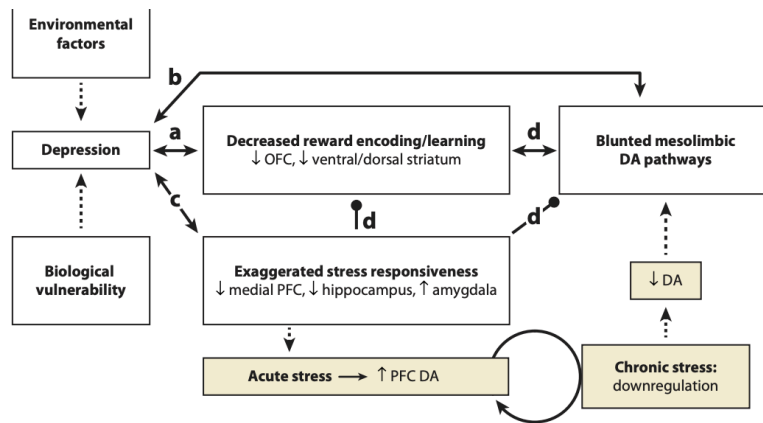 Environmental
factors
b
Depression
a
Decreased reward encoding/learning
↓ OFC, ↓ ventral/dorsal striatum
d
Blunted mesolimbic
DA pathways
c
d
d
Biological
vulnerability
Exaggerated stress responsiveness
↓ medial PFC, ↓ hippocampus, ↑ amygdala
↓ DA
Acute stress → ↑ PFC DA
Chronic stress:
downregulation